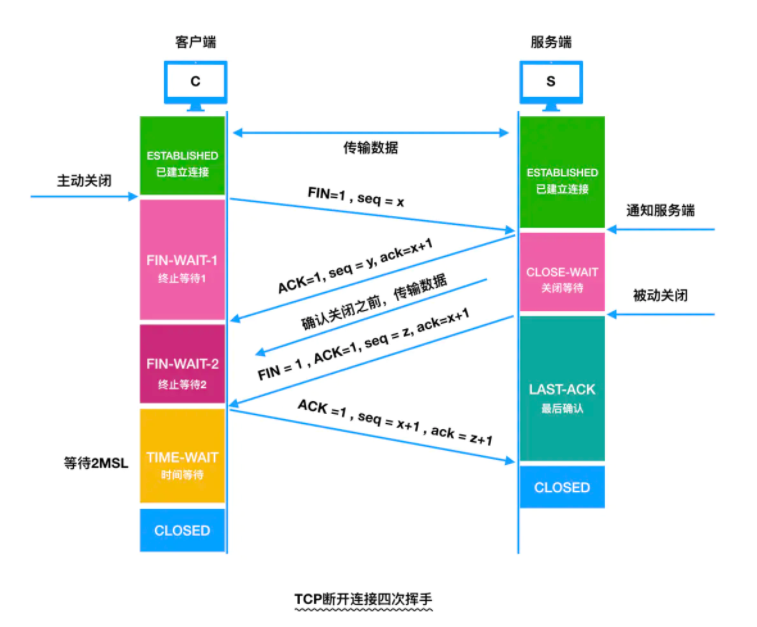 客户端
服务端
C
S
ESTABLISHED
已建立连接
传输数据
ESTABLISHED
已建立连接
主动关闭
FIN=1 , seq = x
通知服务端
FIN-WAIT-1
终止等待1
ACK=1, seq = y, ack=x+1
CLOSE-WAIT
关闭等待
确认关闭之前，传输数据
被动关闭
FIN-WAIT-2
终止等待2
FIN = 1 , ACK=1, seq = z, ack=x+1
LAST-ACK
最后确认
ACK =1 , seq = x+1 , ack = z+1
等待2MSL
TIME-WAIT
时间等待
CLOSED
CLOSED
TCP断开连接四次挥手